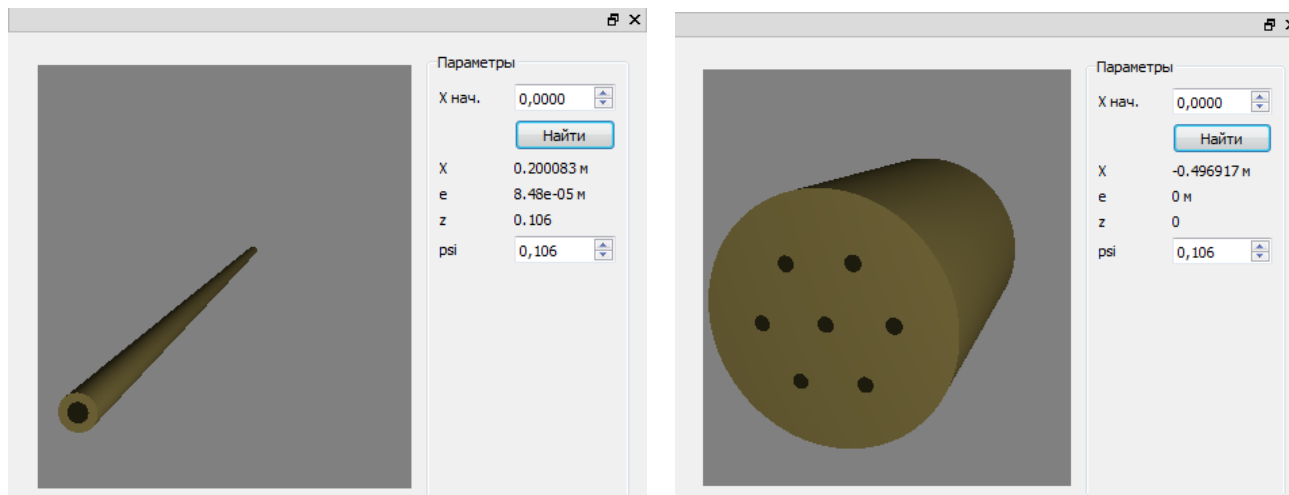 Параметры
X нач. 0,0000
Найти
X 0.200083 м
e 8.48e-05 м
z 0.106
psi 0,106
Параметры
X нач. 0,0000
Найти
X -0.496917 м
e 0 м
z 0
psi 0,106